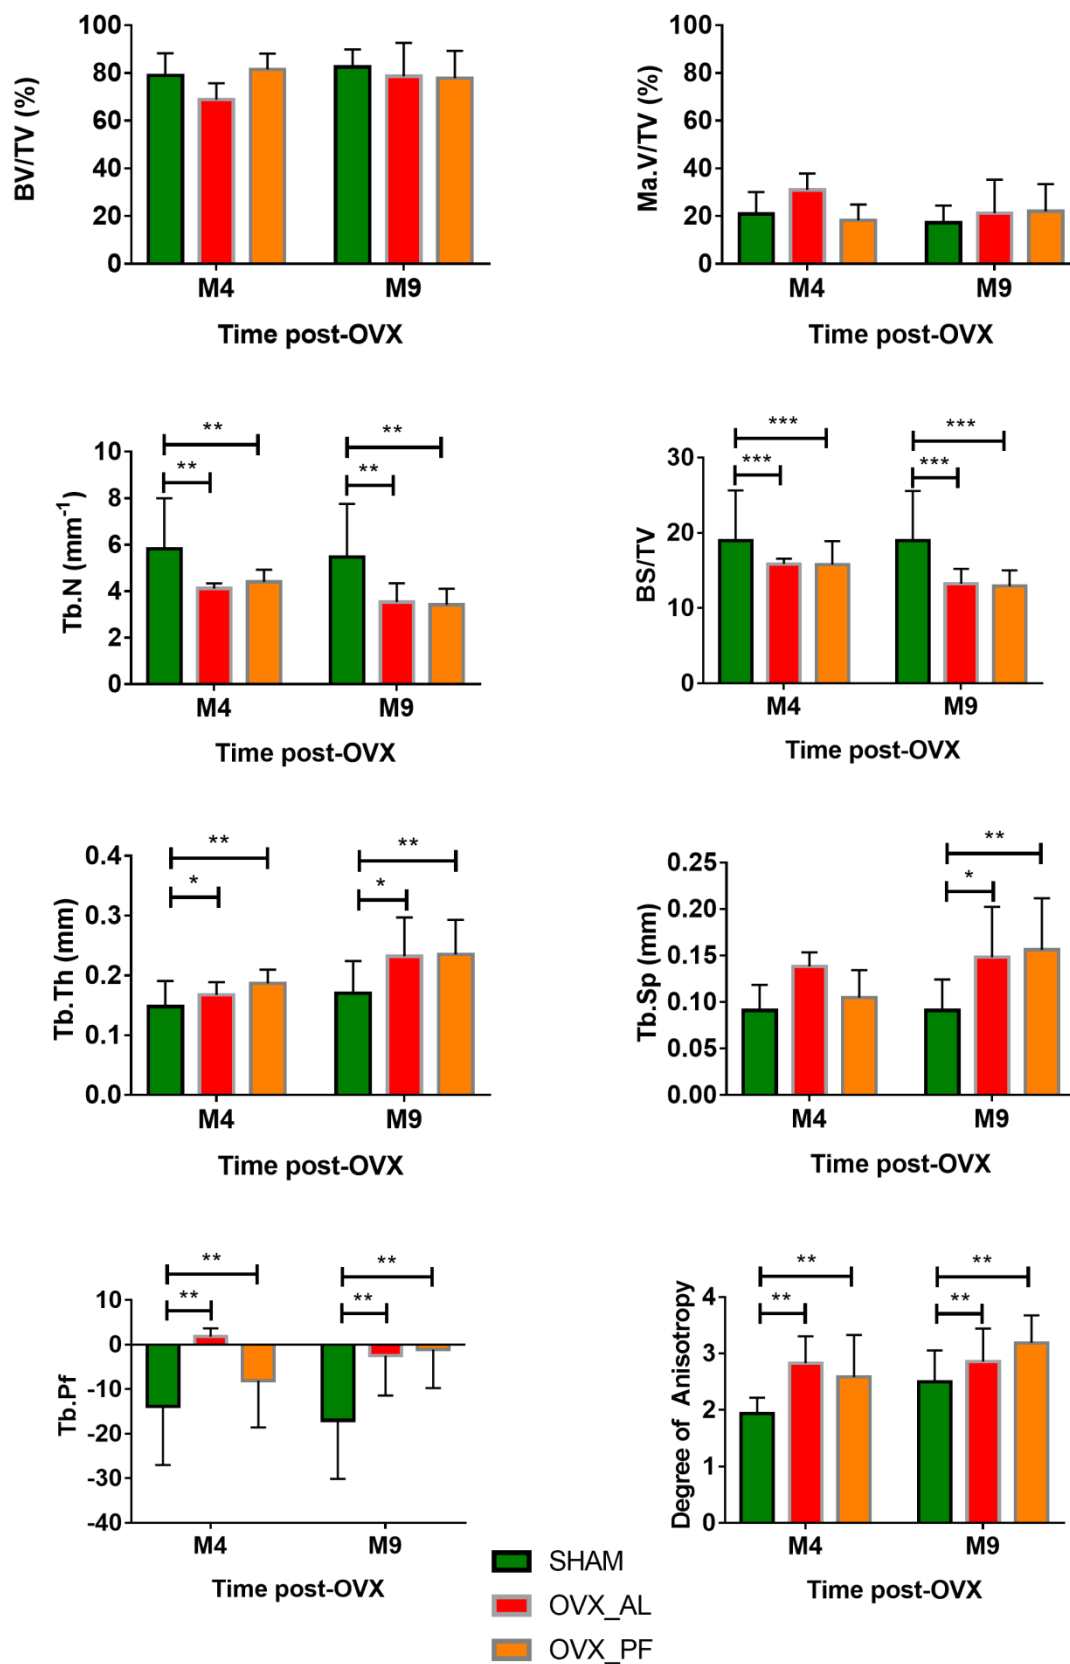 BV/TV (%)
100
80
60
40
20
0
M4 M9
Time post-OVX
Ma.V/TV (%)
100
80
60
40
20
0
M4 M9
Time post-OVX
Tb.N (mm⁻¹)
10
8
6
4
2
0
** ** ** **
M4 M9
Time post-OVX
BS/TV
30
20
10
0
*** *** *** ***
M4 M9
Time post-OVX
Tb.Th (mm)
0.4
0.3
0.2
0.1
0.0
** * ** *
M4 M9
Time post-OVX
Tb.Sp (mm)
0.25
0.20
0.15
0.10
0.05
0.00
** *
M4 M9
Time post-OVX
Tb.Pf
10
0
-10
-20
-30
-40
** ** ** **
M4 M9
Time post-OVX
Degree of Anisotropy
4
3
2
1
0
** ** ** **
M4 M9
Time post-OVX
SHAM
OVX_AL
OVX_PF